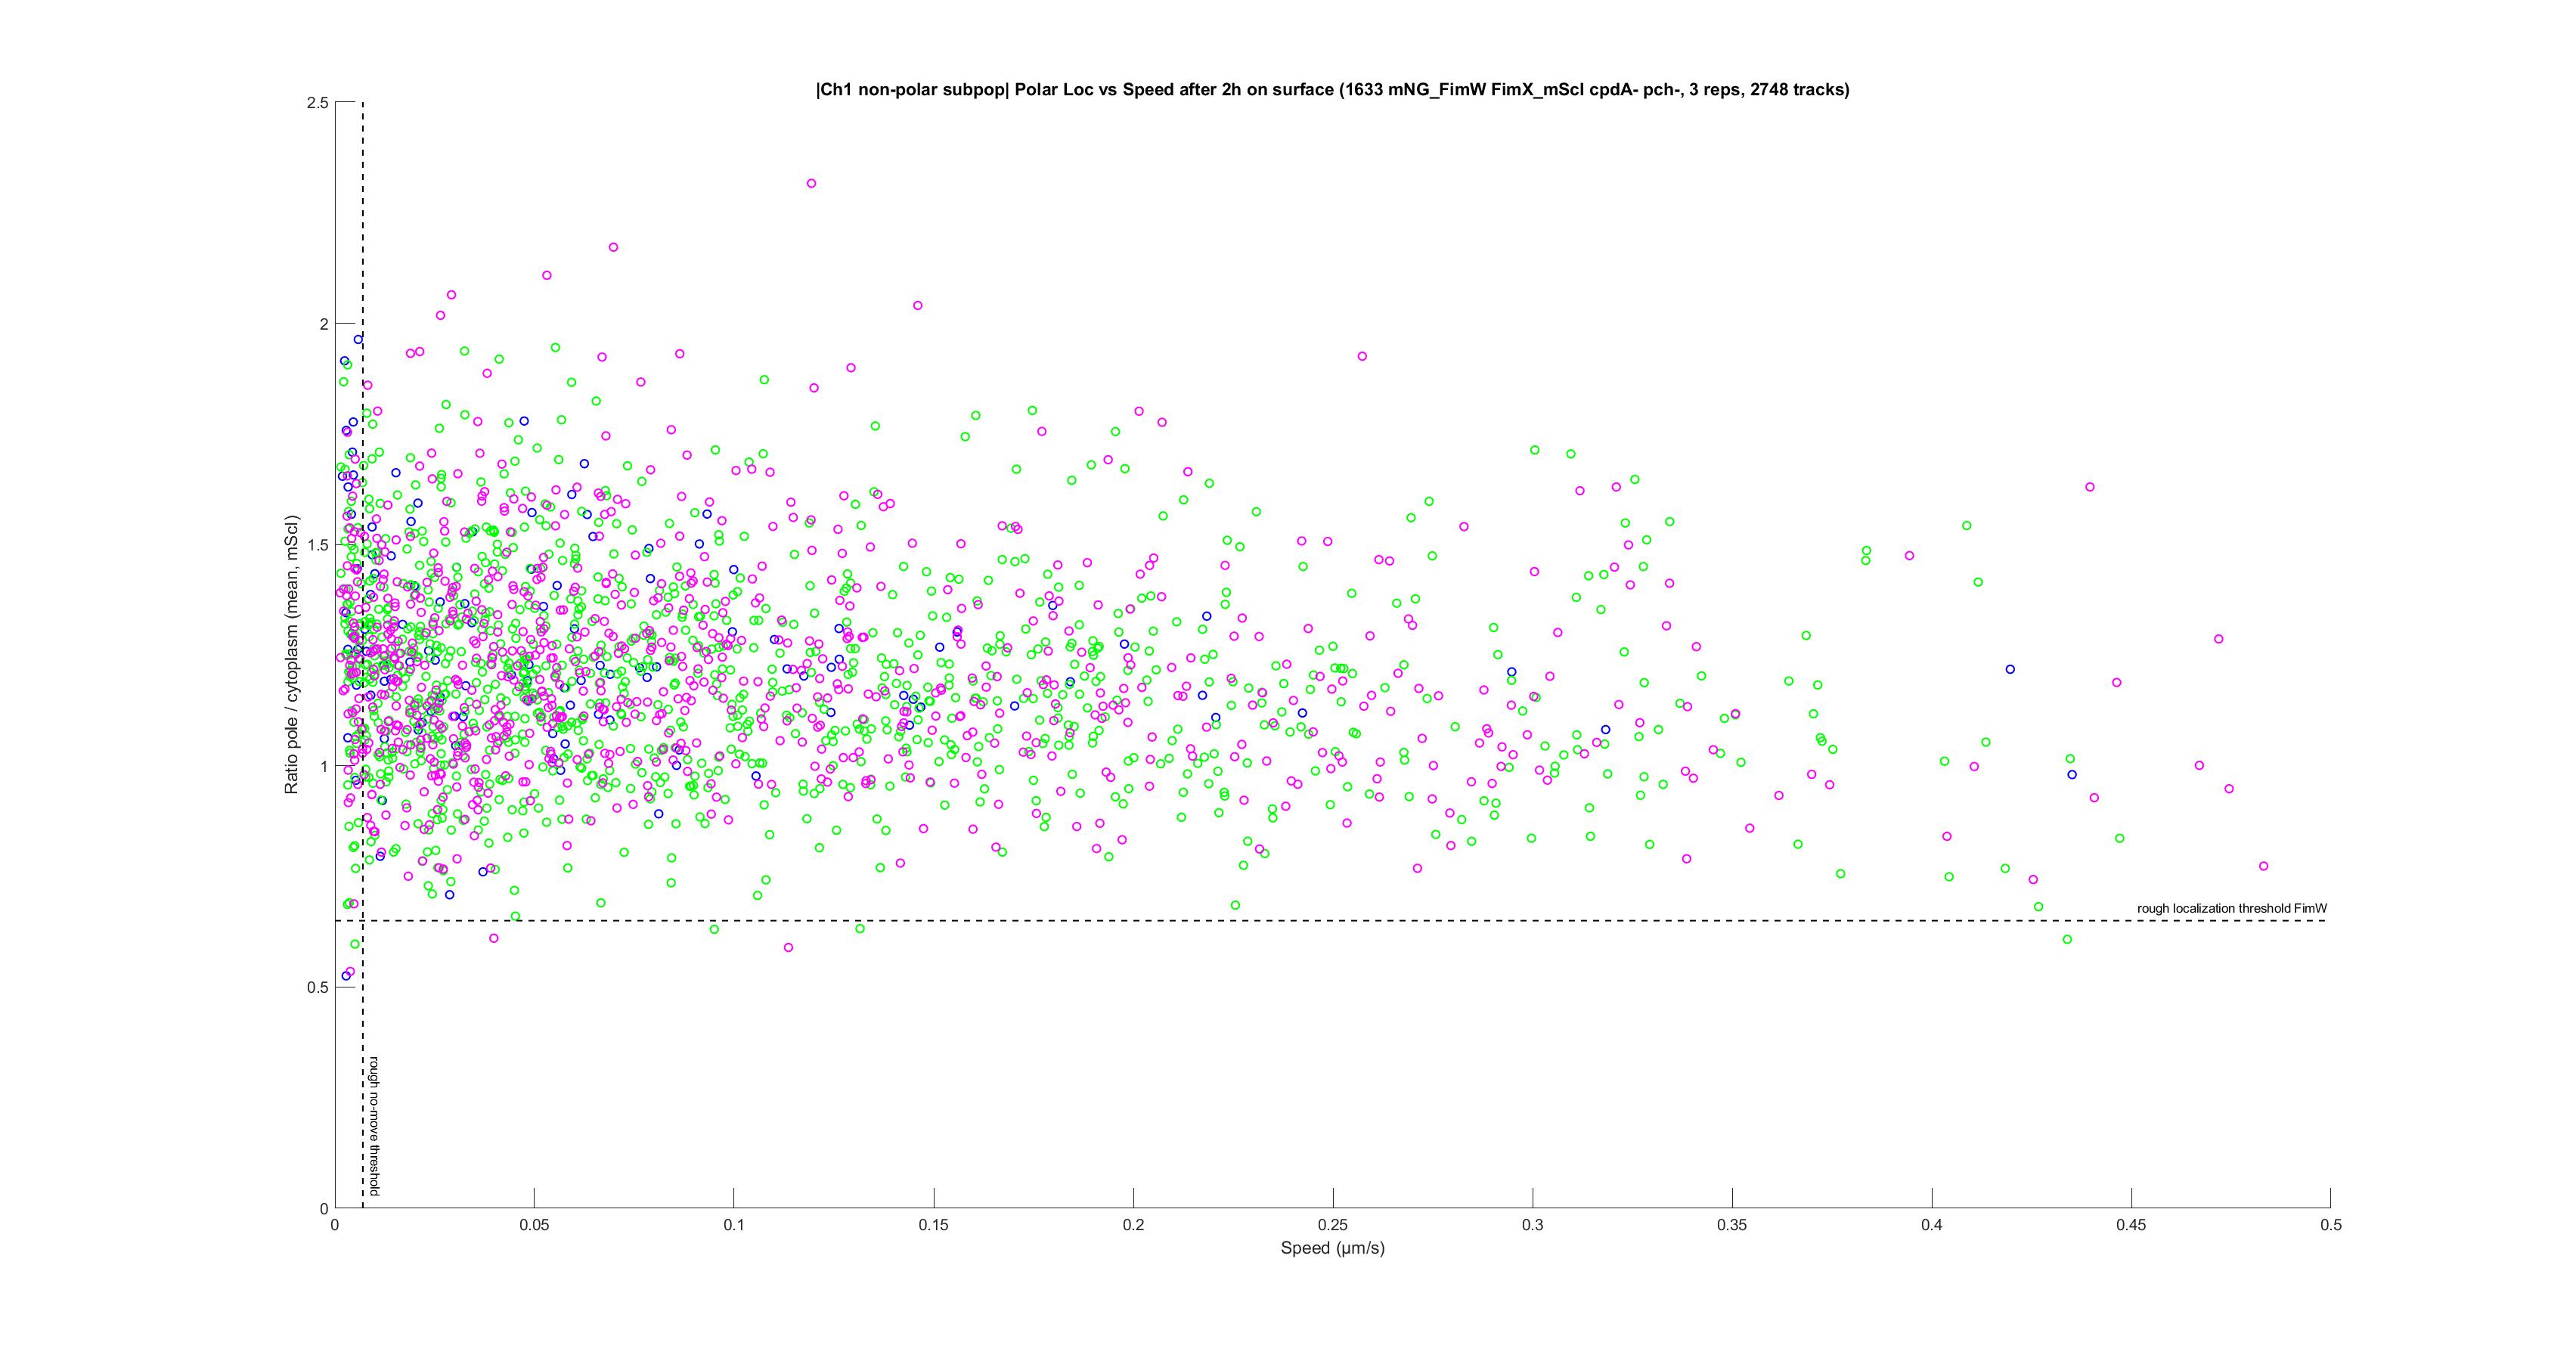 |Ch1 non-polar subpop| Polar Loc vs Speed after 2h on surface (1633 mNG_FimW FimX_mScI cpdA- pch-, 3 reps, 2748 tracks)
2.5
2
1.5
1
0.5
0
Ratio pole / cytoplasm (mean, mScI)
rough localization threshold FimW
rough no-move threshold
0 0.05 0.1 0.15 0.2 0.25 0.3 0.35 0.4 0.45 0.5
Speed (µm/s)